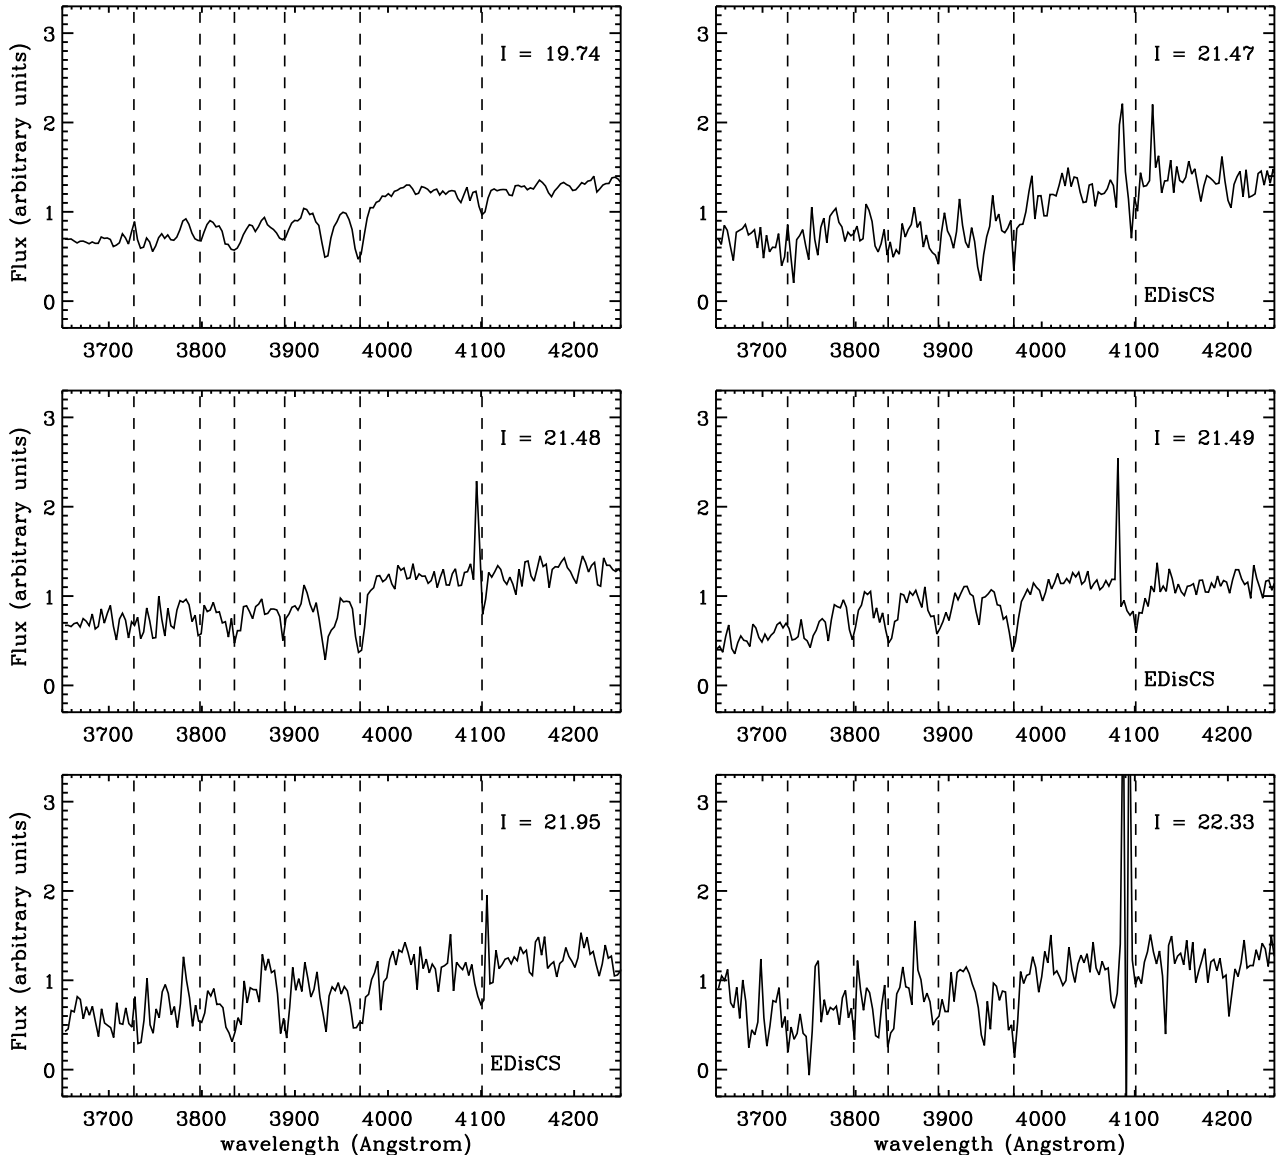 I = 19.74
I = 21.47
EDisCS
Flux (arbitrary units)
3
2
1
0
3
2
1
0
3700 3800 3900 4000 4100 4200
3700 3800 3900 4000 4100 4200
I = 21.48
I = 21.49
EDisCS
Flux (arbitrary units)
3
2
1
0
3
2
1
0
3700 3800 3900 4000 4100 4200
3700 3800 3900 4000 4100 4200
I = 21.95
I = 22.33
EDisCS
Flux (arbitrary units)
3
2
1
0
3
2
1
0
3700 3800 3900 4000 4100 4200
3700 3800 3900 4000 4100 4200
wavelength (Angstrom)
wavelength (Angstrom)